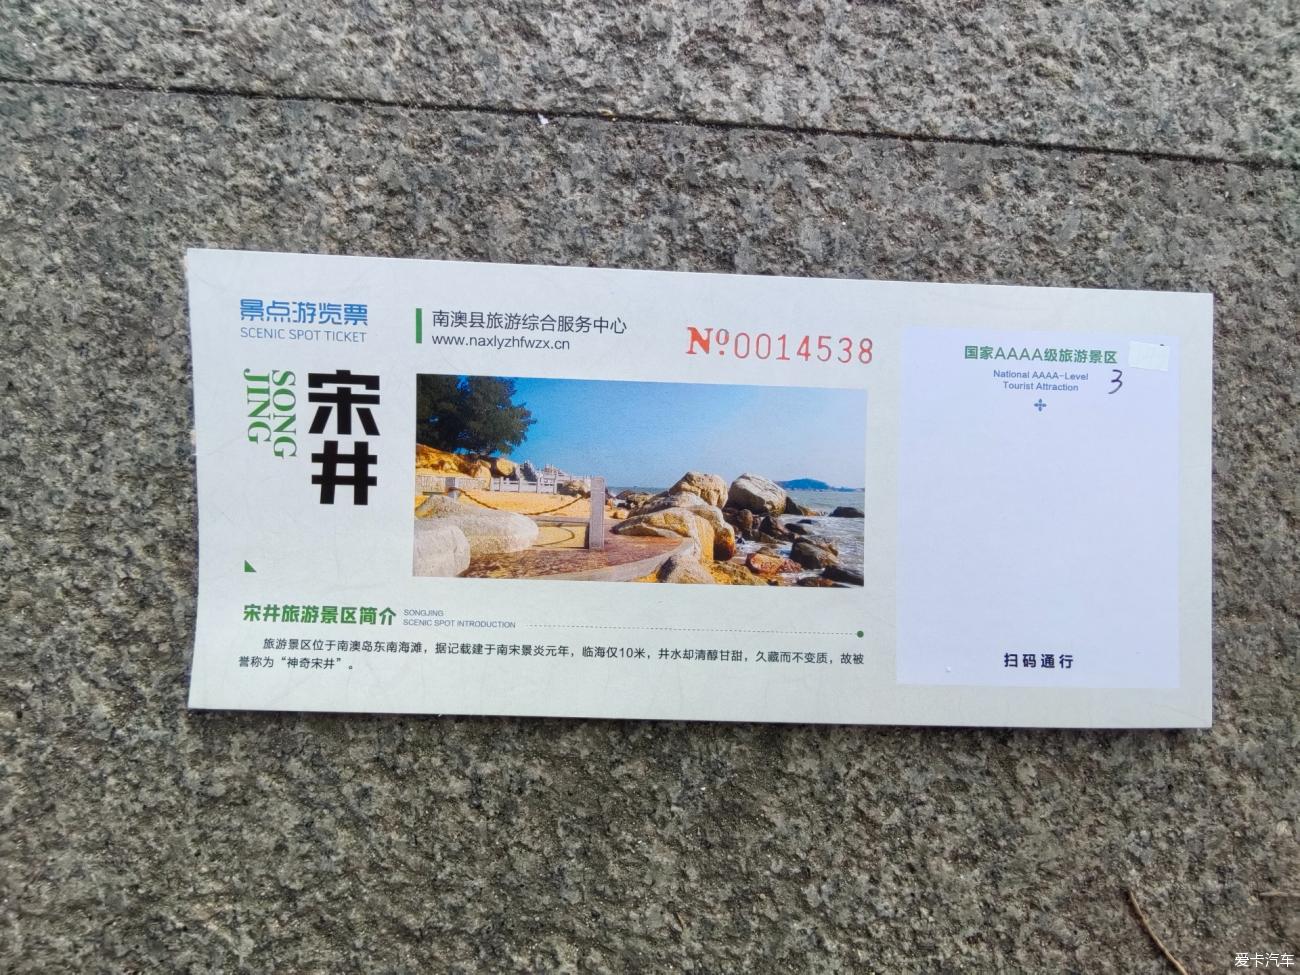 景点游览票
SCENIC SPOT TICKET
南澳县旅游综合服务中心
www.naxlyzhfwzx.cn
Nº.0014538
宋井
SONG
JING
国家AAAA级旅游景区
National AAAA-Level
Tourist Attraction
3
宋井旅游景区简介
SONGJING
SCENIC SPOT INTRODUCTION
旅游景区位于南澳岛东南海滩，据记载建于南宋景炎元年，临海仅10米，井水却清醇甘甜，久藏而不变质，故被
誉称为“神奇宋井”。
扫码通行
爱卡汽车